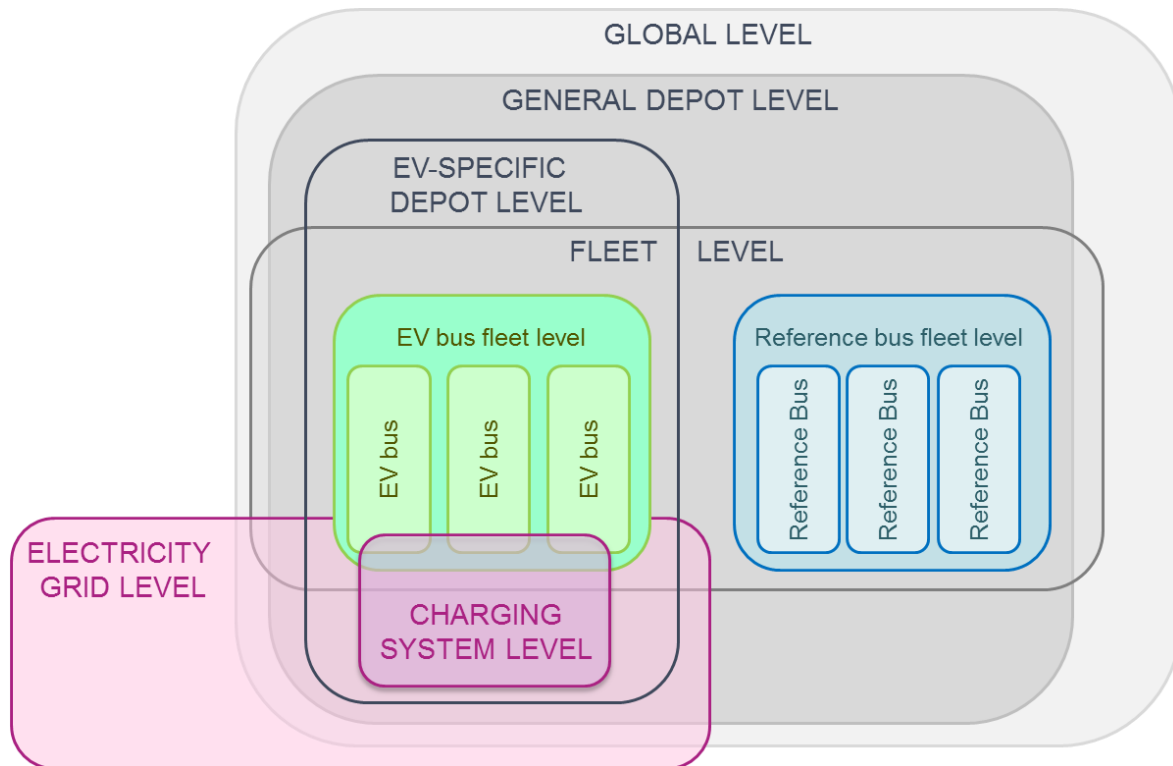 GLOBAL LEVEL
GENERAL DEPOT LEVEL
EV-SPECIFIC
DEPOT LEVEL
FLEET LEVEL
EV bus fleet level
EV bus
EV bus
EV bus
Reference bus fleet level
Reference Bus
Reference Bus
Reference Bus
ELECTRICITY
GRID LEVEL
CHARGING
SYSTEM LEVEL